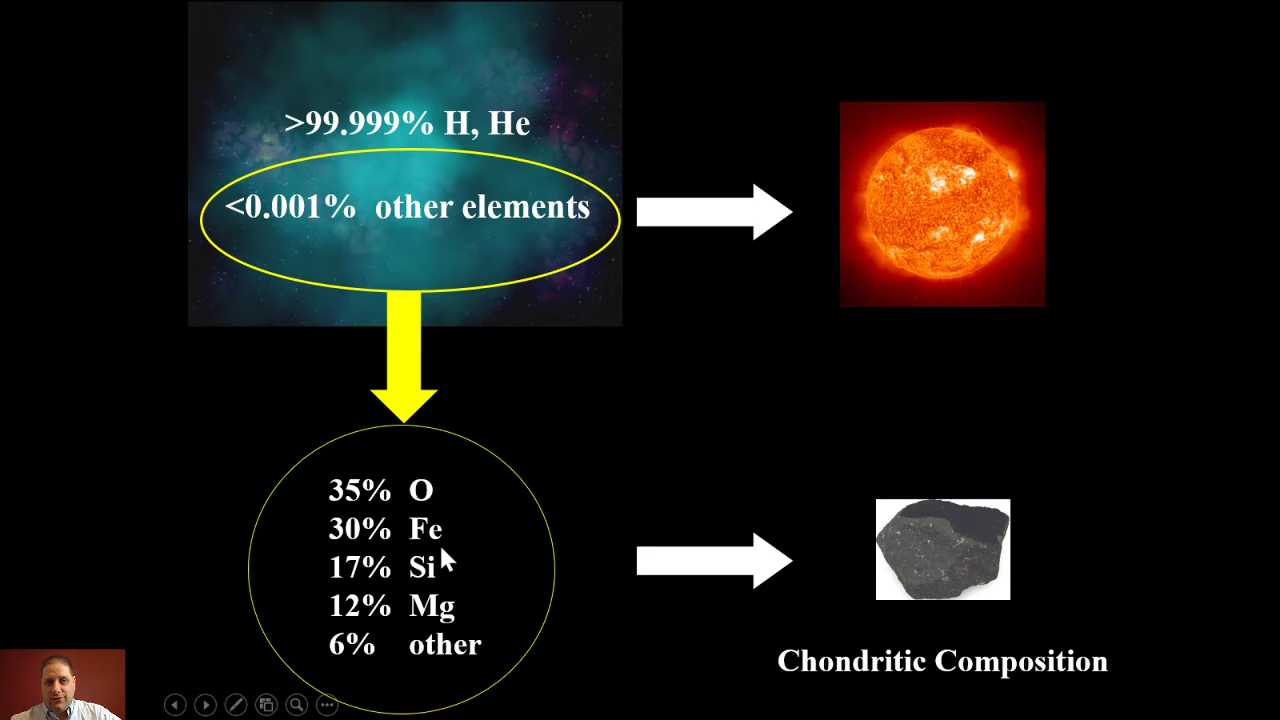 >99.999% H, He
<0.001% other elements
35% O
30% Fe
17% Si
12% Mg
6% other
Chondritic Composition